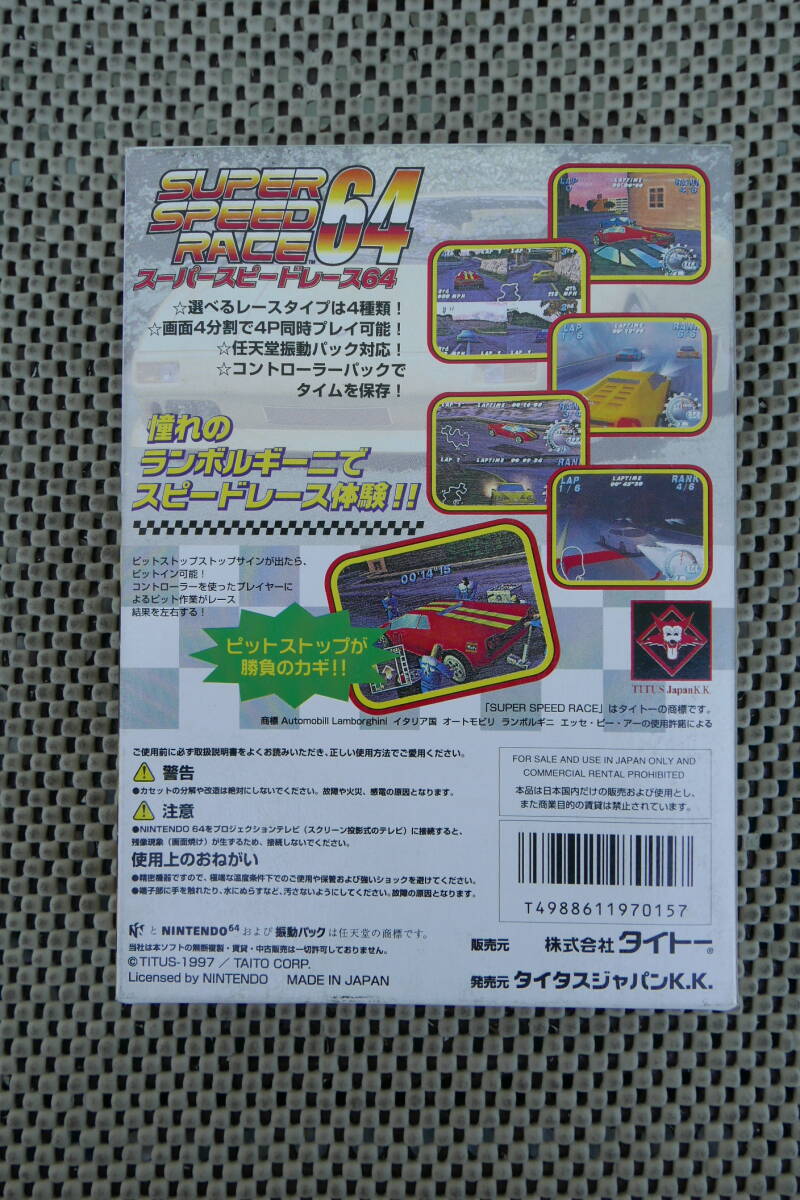 SUPER
SPEED
RACE™ 64
スーパースピードレース64
☆選べるレースタイプは4種類！
☆画面4分割で4P同時プレイ可能！
☆任天堂振動パック対応！
☆コントローラーパックで
タイムを保存！
憧れの
ランボルギーニで
スピードレース体験!!
ピットストップストップサインが出たら、
ピットイン可能！
コントローラーを使ったプレイヤーに
よるピット作業がレース
結果を左右する！
ピットストップが
勝負のカギ!!
LAP
LAPTIME
LAP 1/6
RANK
LAP
LAPTIME
LAP 1
LAPTIME
RAN
LAP 1/6
LAPTIME
RANK 4/6
00'14"15
TITUS Japan K.K.
「SUPER SPEED RACE」はタイトーの商標です。
商標 Automobili Lamborghini イタリア国 オートモビリ ランボルギニ エッセ・ピー・アーの使用許諾による
ご使用前に必ず取扱説明書をよくお読みいただき、正しい使用方法でご愛用ください。
警告
●カセットの分解や改造は絶対にしないでください。故障や火災、感電の原因となります。
注意
●NINTENDO 64をプロジェクションテレビ（スクリーン投影式のテレビ）に接続すると、
残像現象（画面焼け）が生ずるため、接続しないでください。
使用上のおねがい
●精密機器ですので、極端な温度条件下でのご使用や保管および強いショックを避けてください。
●端子部に手を触れたり、水にぬらすなど、汚さないようにしてください。故障の原因となります。
FOR SALE AND USE IN JAPAN ONLY AND
COMMERCIAL RENTAL PROHIBITED
本品は日本国内だけの販売および使用とし、
また商業目的の賃貸は禁止されています。
T4988611970157
と NINTENDO64 および 振動パック は任天堂の商標です。
当社は本ソフトの無断複製・賃貸・中古販売は一切許可しておりません。
©TITUS-1997 / TAITO CORP.
Licensed by NINTENDO MADE IN JAPAN
販売元 株式会社 タイトー®
発売元 タイタスジャパンK.K.